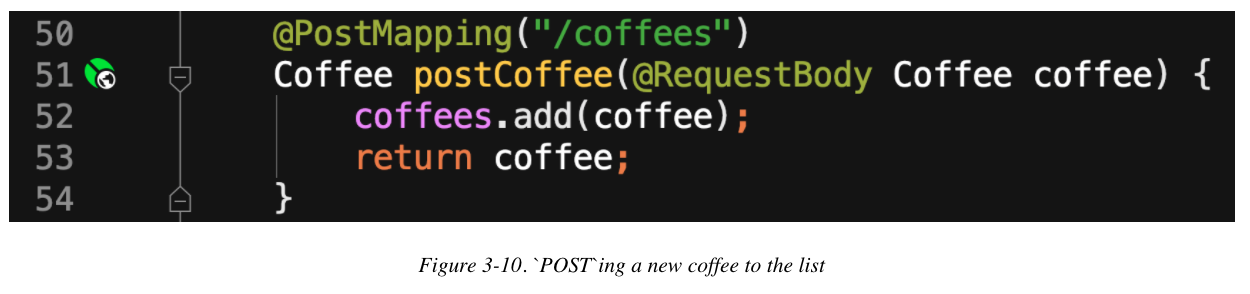 50 @PostMapping("/coffees")
51 Coffee postCoffee(@RequestBody Coffee coffee) {
52 coffees.add(coffee);
53 return coffee;
54 }
Figure 3-10. `POST`ing a new coffee to the list